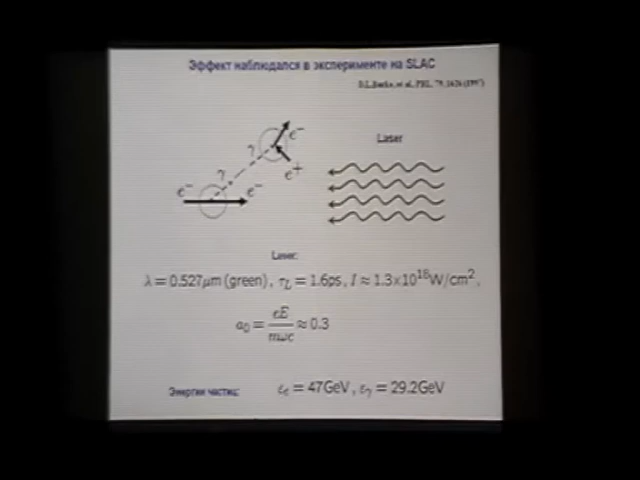 Эффект наблюдался в эксперименте на SLAC
D.L.Burke, et al., PRL, 79, 1626 (1997)
Laser
e⁻
γ
e⁺
γ
e⁻ e⁻
Laser:
λ = 0.527μm (green), τ_L = 1.6ps, I ≈ 1.3×10¹⁸W/cm²,
a₀ = eE/mωc ≈ 0.3
Энергии частиц: ε_e = 47GeV, ε_γ = 29.2GeV